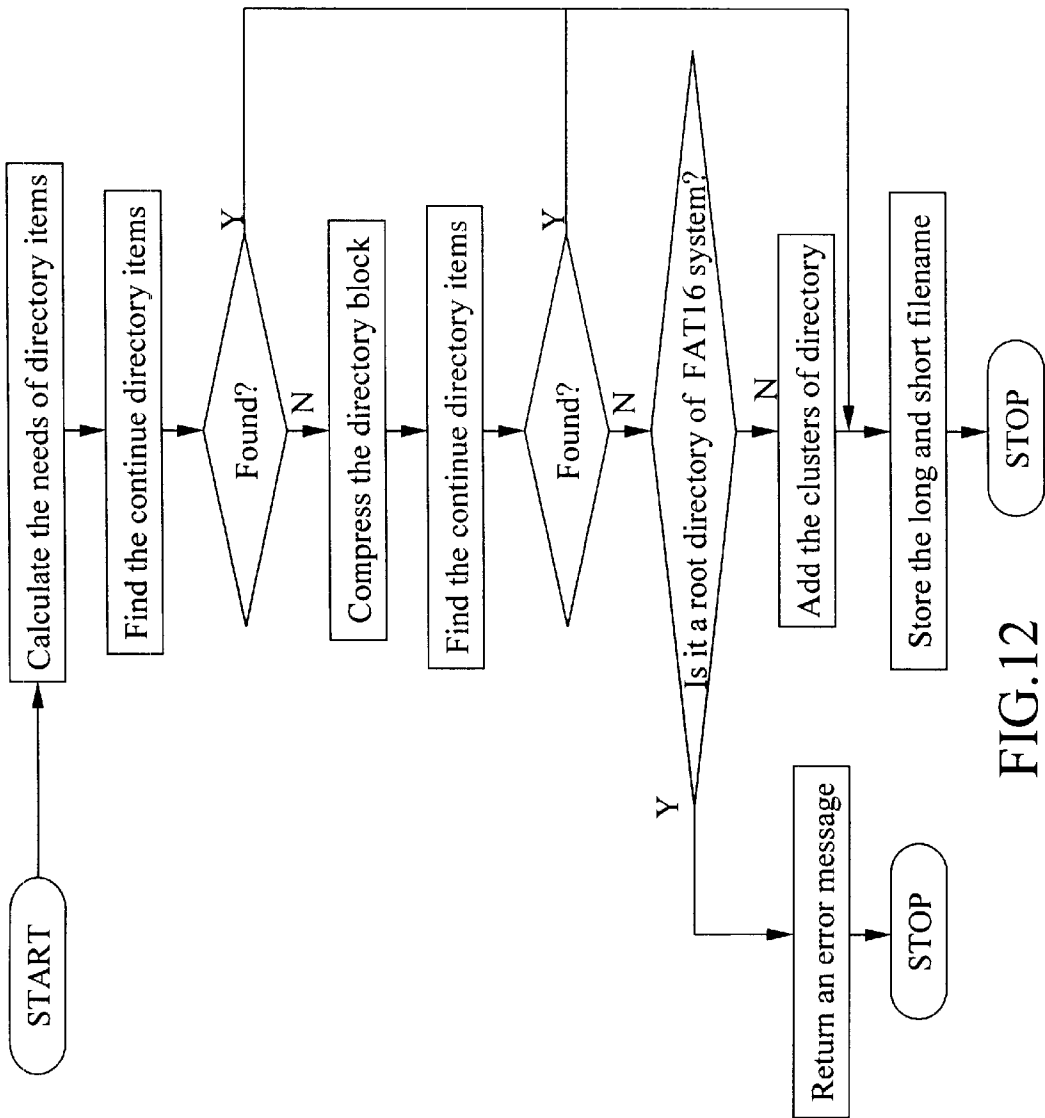 START
Calculate the needs of directory items
Find the continue directory items
Found?
Y
N
Compress the directory block
Find the continue directory items
Found?
Y
N
Is it a root directory of FAT16 system?
Y
N
Return an error message
STOP
Add the clusters of directory
Store the long and short filename
STOP
FIG.12